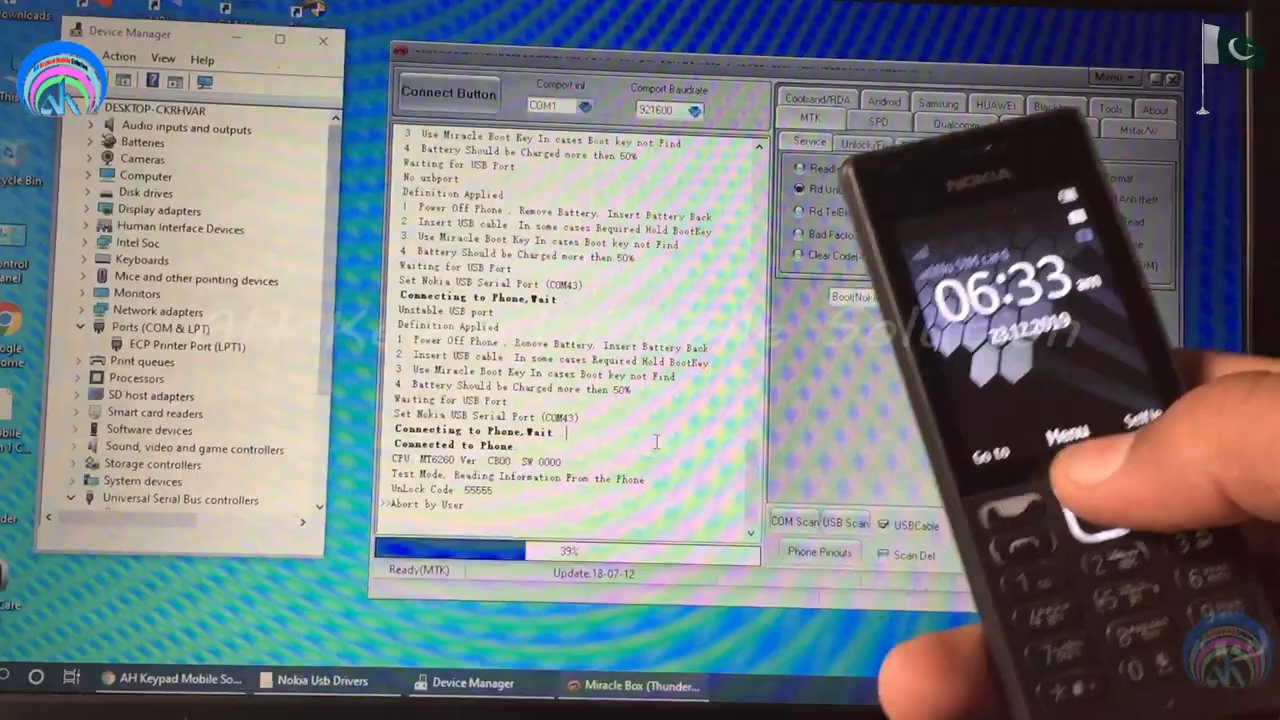 Downloads
Device Manager
Action View Help
DESKTOP-CKRHVAR
Audio inputs and outputs
Batteries
Cameras
Computer
Disk drives
Display adapters
Human Interface Devices
Intel Soc
Keyboards
Mice and other pointing devices
Monitors
Network adapters
Ports (COM & LPT)
ECP Printer Port (LPT1)
Print queues
Processors
SD host adapters
Smart card readers
Software devices
Sound, video and game controllers
Storage controllers
System devices
Universal Serial Bus controllers
Connect Button
Comport inf
COM1
Comport Baudrate
921600
3 Use Miracle Boot Key In cases Boot key not Find
4 Battery Should be Charged more then 50%
Waiting for USB Port
No usbport
Definition Applied
1 Power Off Phone , Remove Battery, Insert Battery Back
2 Insert USB cable In some cases Required Hold BootKey
3 Use Miracle Boot Key In cases Boot key not Find
4 Battery Should be Charged more then 50%
Waiting for USB Port
Set Nokia USB Serial Port (COM43)
Connecting to Phone,Wait
Unstable USB port
Definition Applied
1 Power Off Phone , Remove Battery, Insert Battery Back
2 Insert USB cable In some cases Required Hold BootKey
3 Use Miracle Boot Key In cases Boot key not Find
4 Battery Should be Charged more then 50%
Waiting for USB Port
Set Nokia USB Serial Port (COM43)
Connecting to Phone,Wait
Connected to Phone.
CPU MT6260 Ver CB00 SW 0000
Test Mode, Reading Information From the Phone
UnLock Code 55555
>>Abort by User
39%
Ready(MTK)
Update:18-07-12
Menu
Coolsand/RDA Android Samsung HUAWEI Tools About
MTK SPD Qualcomm Mstar/W
Service
Clear Code
COM Scan USB Scan USBCable
Phone Pinouts Scan Del
NOKIA
06:33 am
23.12.2019
Go to Menu Selfie
AH Keypad Mobile So...
Nokia Usb Drivers
Device Manager
Miracle Box (Thunder...